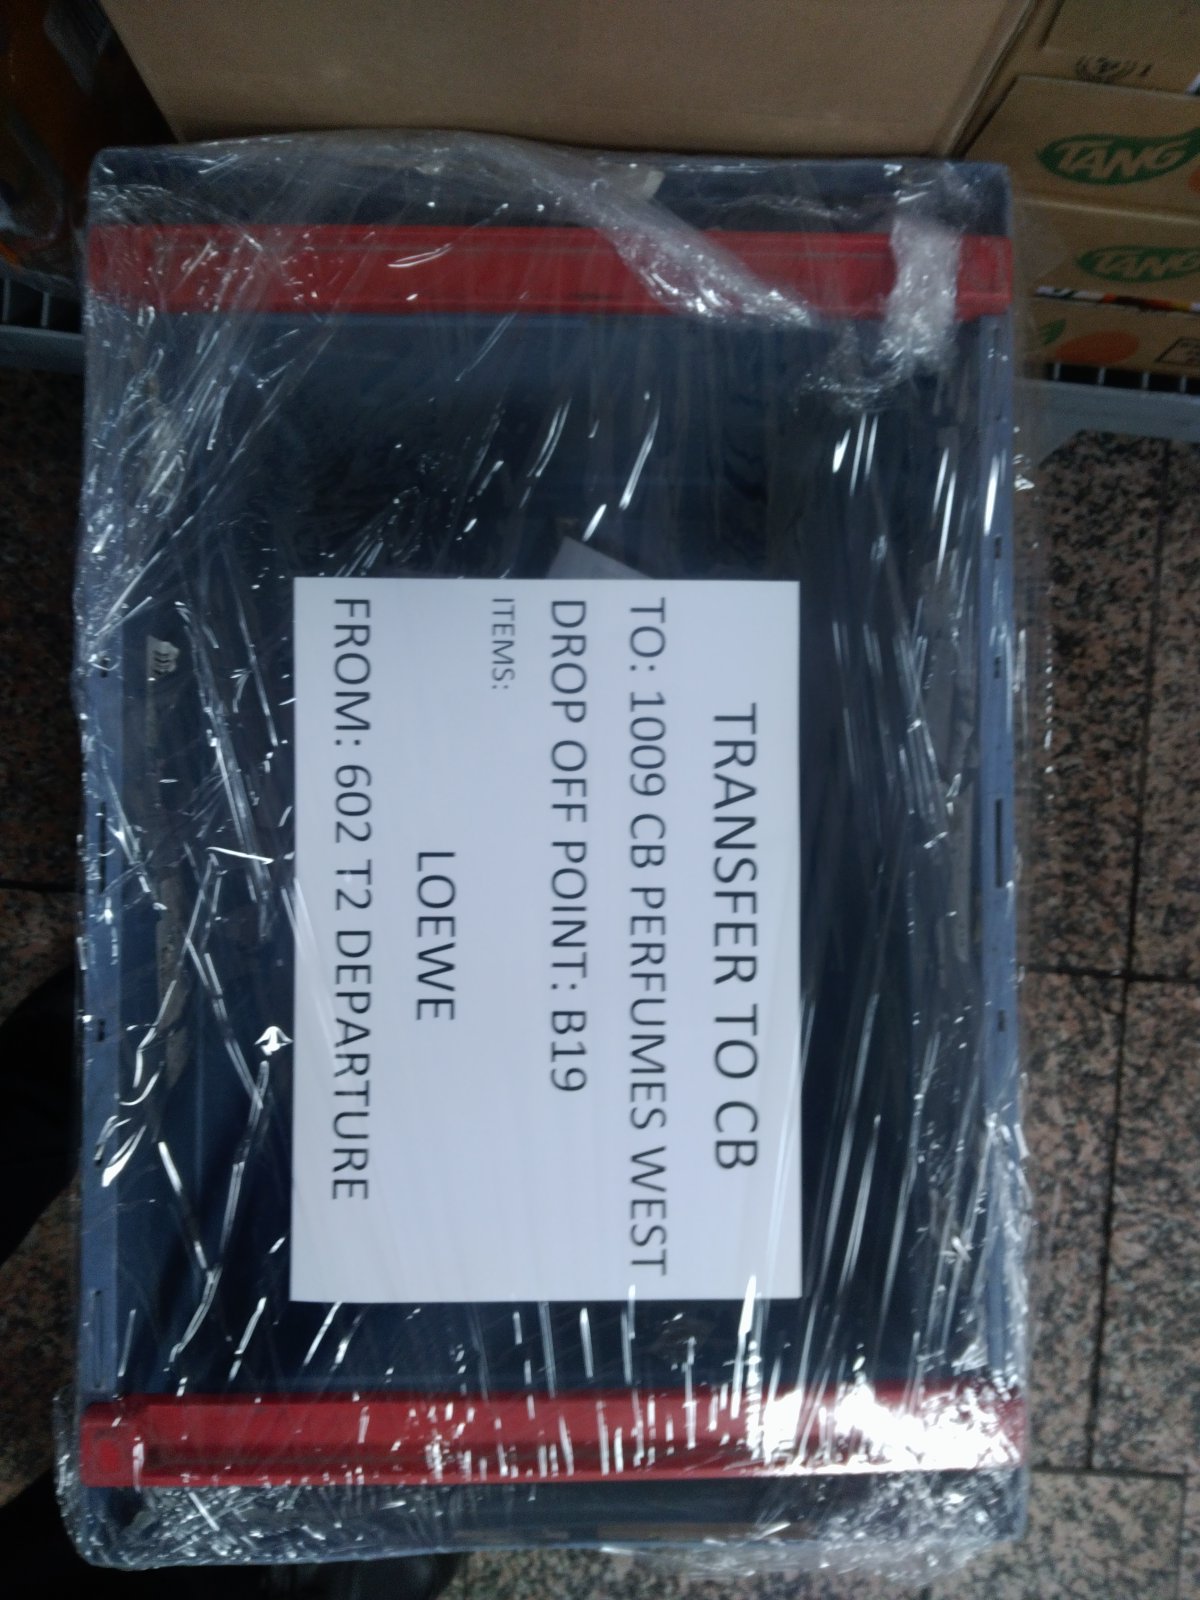 TRANSFER TO CB
TO: 1009 CB PERFUMES WEST
DROP OFF POINT: B19
ITEMS:
LOEWE
FROM: 602 T2 DEPARTURE
TANG
TANG